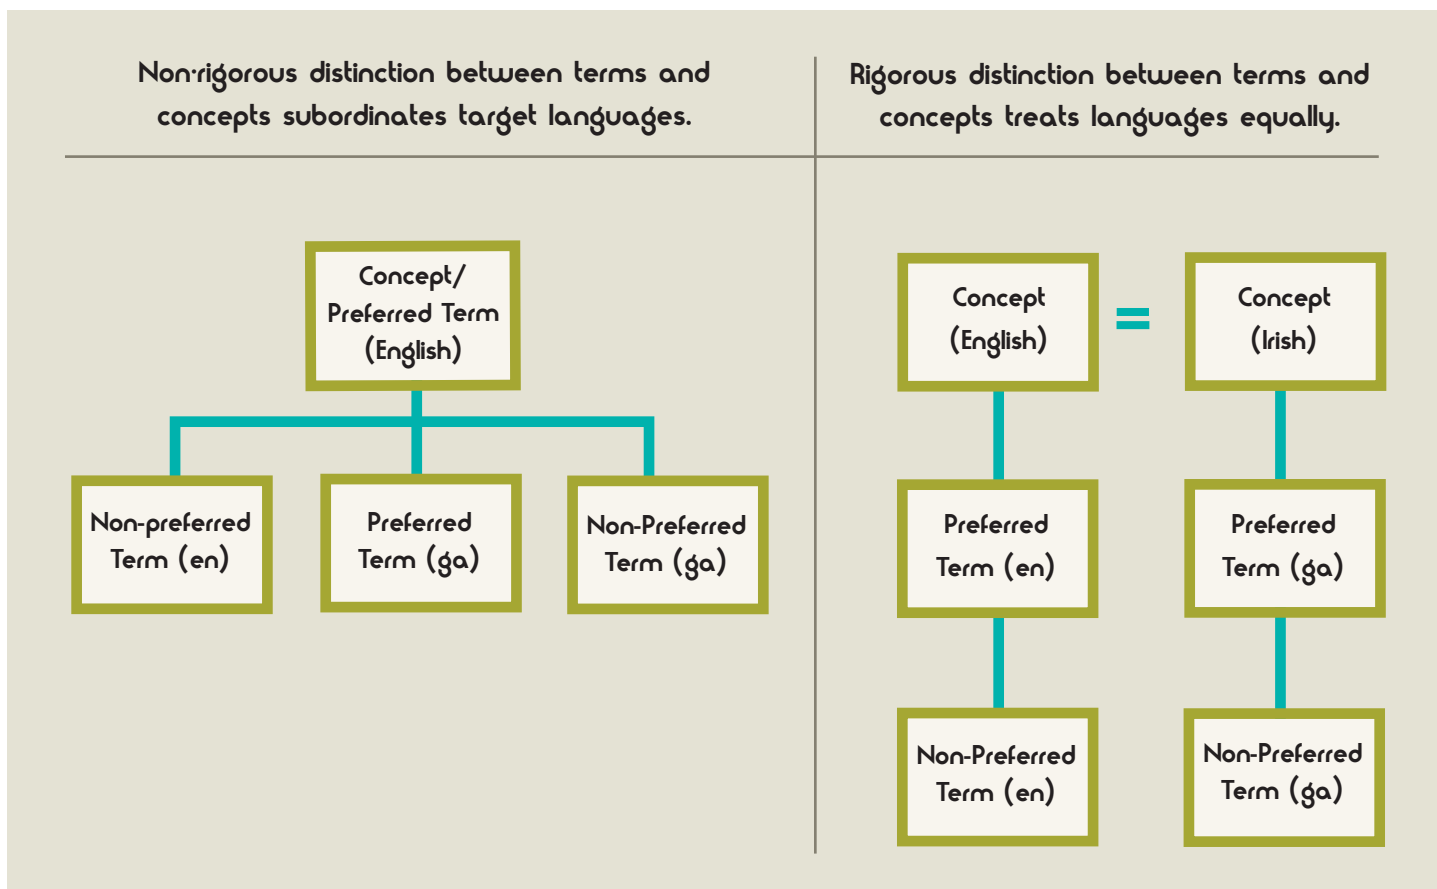 Non-rigorous distinction between terms and
concepts subordinates target languages.
Rigorous distinction between terms and
concepts treats languages equally.
Concept/
Preferred Term
(English)
Non-preferred
Term (en)
Preferred
Term (ga)
Non-Preferred
Term (ga)
Concept
(English)
=
Concept
(Irish)
Preferred
Term (en)
Preferred
Term (ga)
Non-Preferred
Term (en)
Non-Preferred
Term (ga)